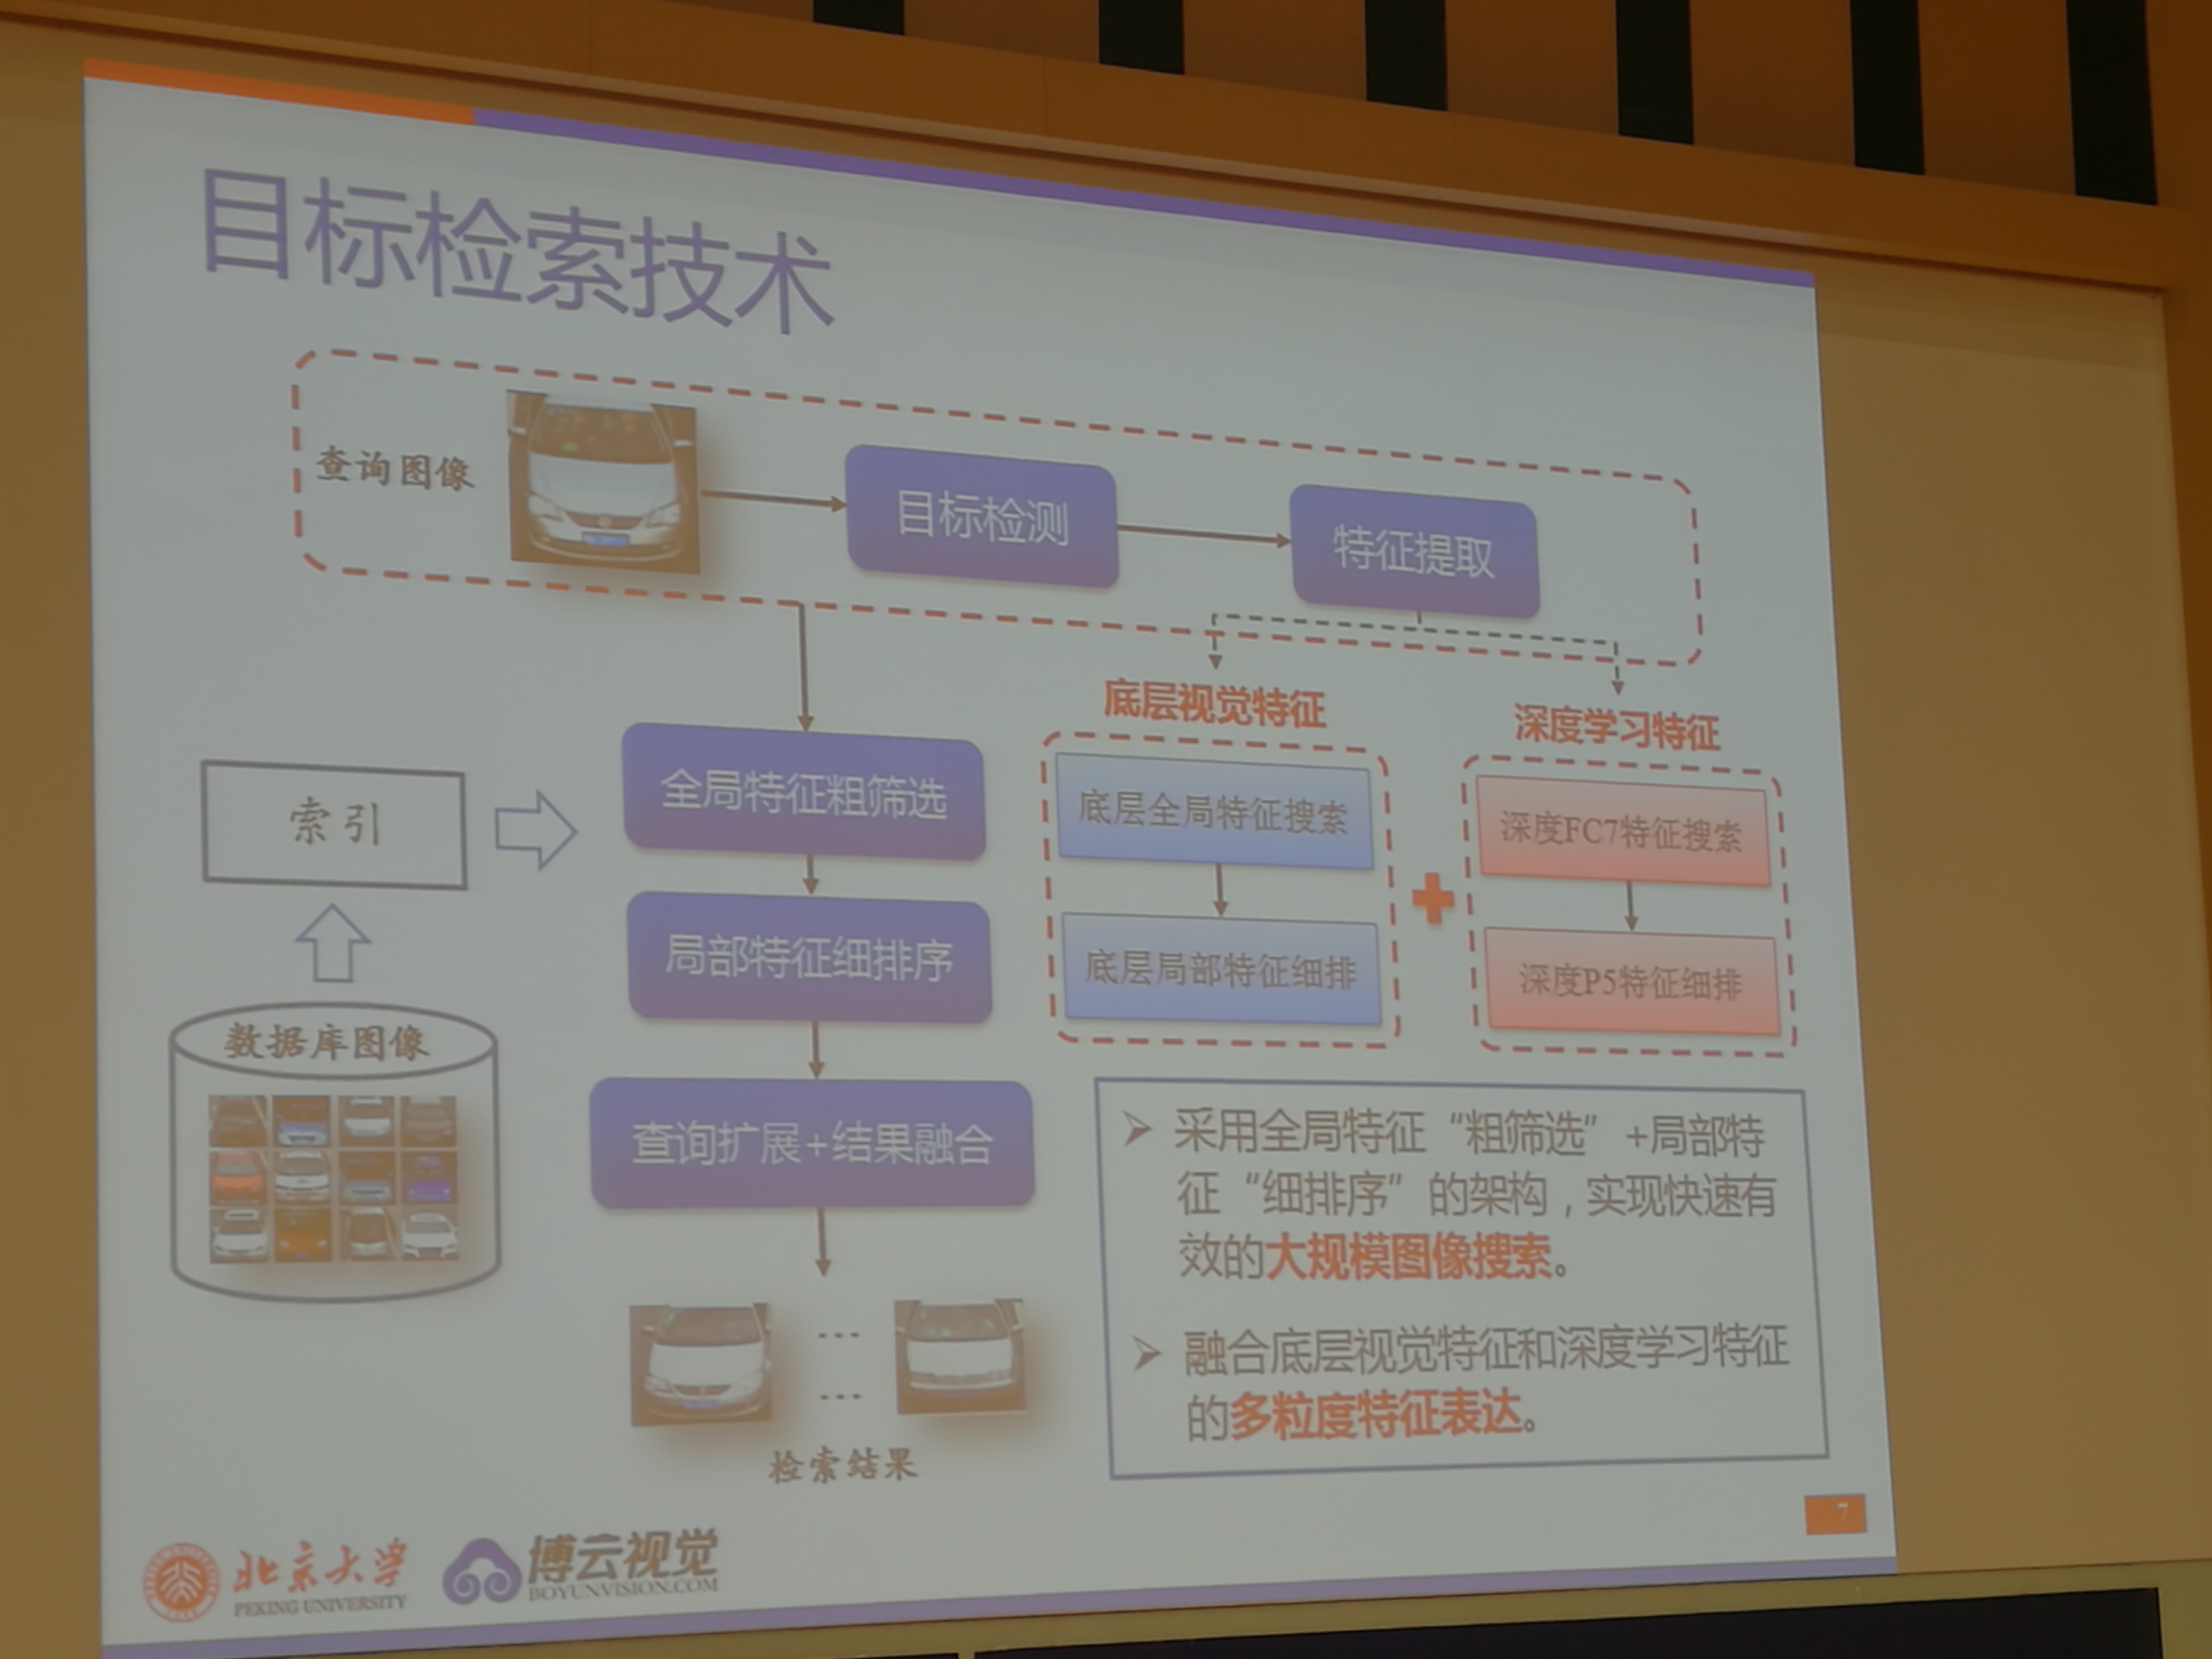 目标检索技术
查询图像
目标检测
特征提取
底层视觉特征
深度学习特征
索引
全局特征粗筛选
底层全局特征搜索
深度FC7特征搜索
局部特征细排序
底层局部特征细排
深度P5特征细排
数据库图像
查询扩展+结果融合
采用全局特征“粗筛选”+局部特
征“细排序”的架构，实现快速有
效的大规模图像搜索。
融合底层视觉特征和深度学习特征
的多粒度特征表达。
检索结果
7
北京大学
PEKING UNIVERSITY
博云视觉
BOYUNVISION.COM